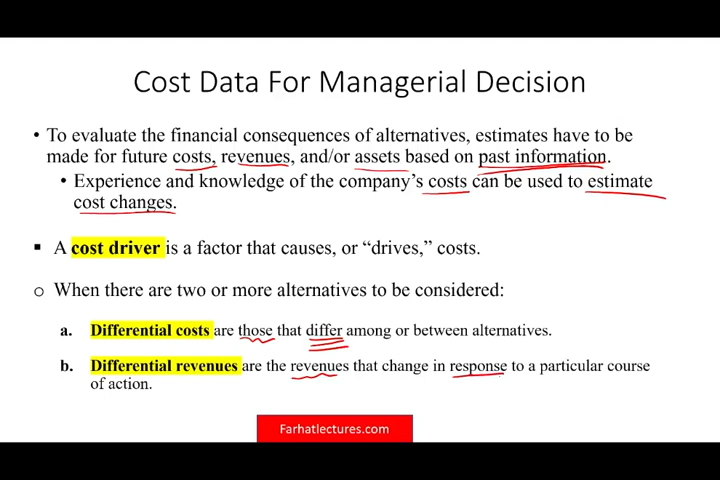 Cost Data For Managerial Decision
• To evaluate the financial consequences of alternatives, estimates have to be
made for future costs, revenues, and/or assets based on past information.
• Experience and knowledge of the company's costs can be used to estimate
cost changes.
▪ A cost driver is a factor that causes, or “drives,” costs.
o When there are two or more alternatives to be considered:
a. Differential costs are those that differ among or between alternatives.
b. Differential revenues are the revenues that change in response to a particular course
of action.
Farhatlectures.com